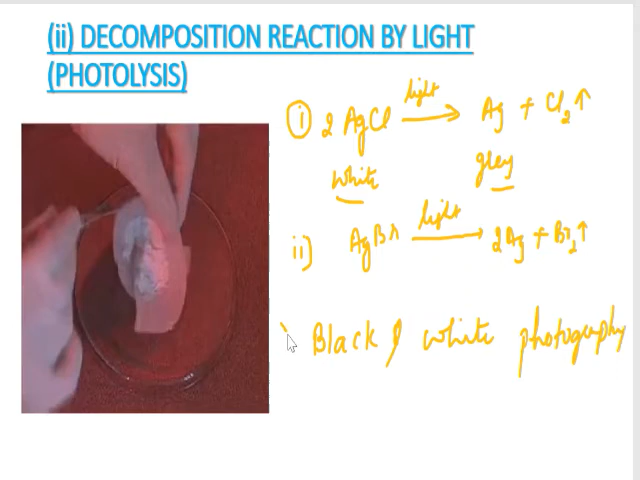 (ii) DECOMPOSITION REACTION BY LIGHT
(PHOTOLYSIS)
i 2 AgCl light → Ag + Cl₂↑
white grey
ii) AgBr light → 2Ag + Br₂↑
Black & white photography